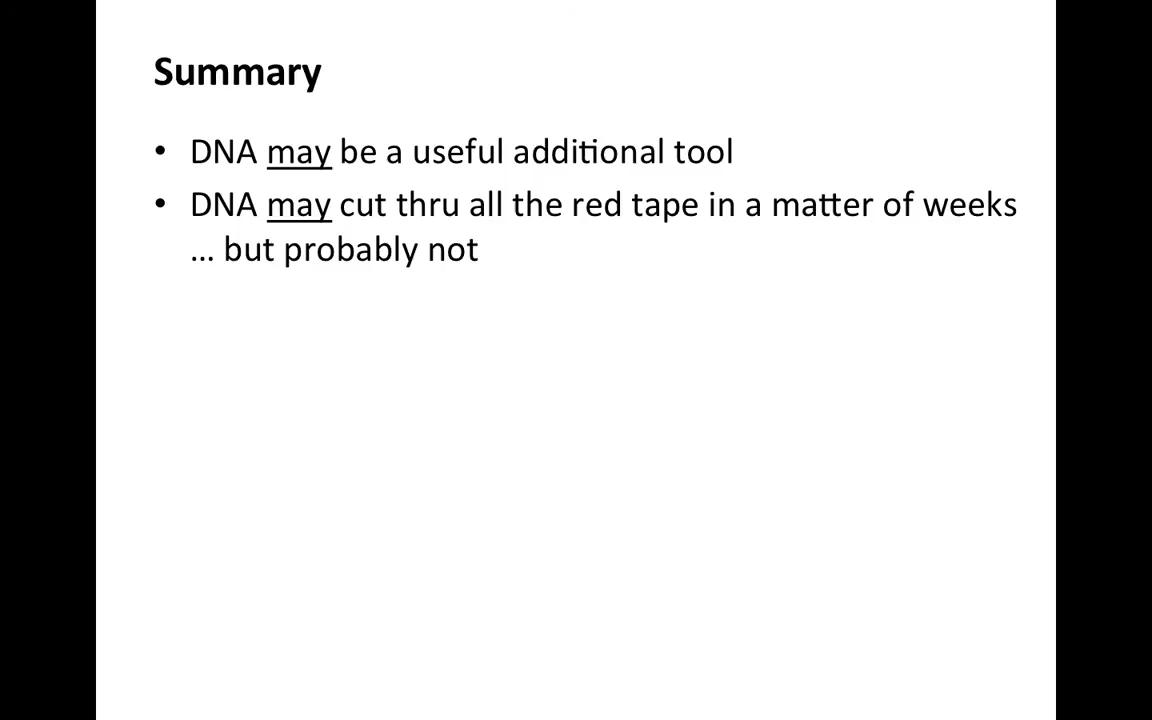 Summary
• DNA may be a useful additional tool
• DNA may cut thru all the red tape in a matter of weeks
… but probably not